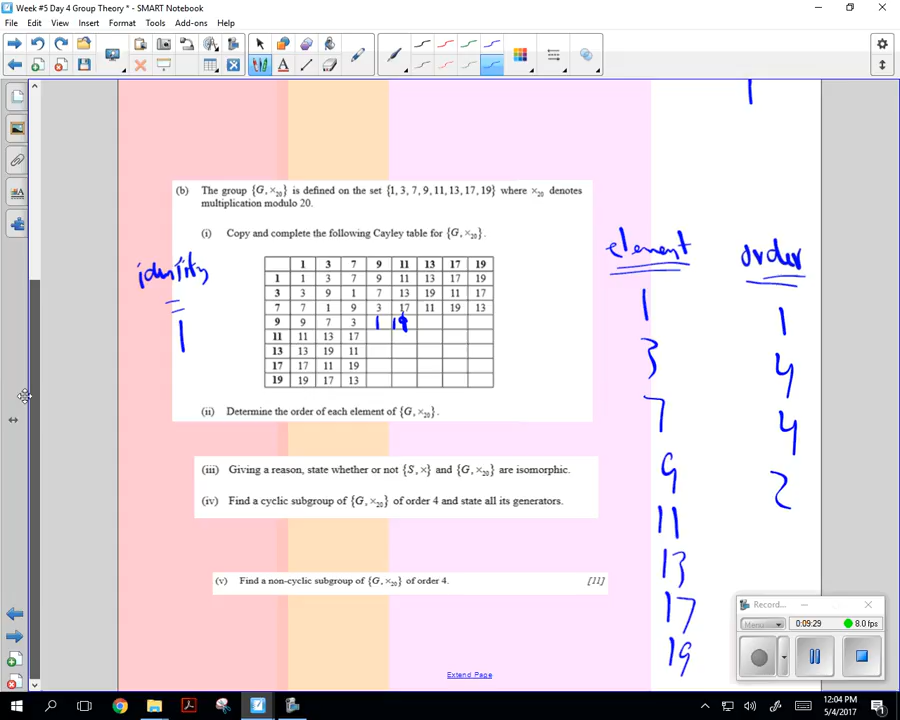 Week #5 Day 4 Group Theory * - SMART Notebook
File Edit View Insert Format Tools Add-ons Help
(b) The group {G, ×₂₀} is defined on the set {1, 3, 7, 9, 11, 13, 17, 19} where ×₂₀ denotes
multiplication modulo 20.
(i) Copy and complete the following Cayley table for {G, ×₂₀}.
identity
=
1
1 3 7 9 11 13 17 19
1 1 3 7 9 11 13 17 19
3 3 9 1 7 13 19 11 17
7 7 1 9 3 17 11 19 13
9 9 7 3 1 19
11 11 13 17
13 13 19 11
17 17 11 19
19 19 17 13
(ii) Determine the order of each element of {G, ×₂₀}.
(iii) Giving a reason, state whether or not {S, ×} and {G, ×₂₀} are isomorphic.
(iv) Find a cyclic subgroup of {G, ×₂₀} of order 4 and state all its generators.
(v) Find a non-cyclic subgroup of {G, ×₂₀} of order 4. [11]
element order
1 1
3 4
7 4
9 2
11
13
17
19
Extend Page
Record...
Menu 0:09:29 8.0 fps
12:04 PM
5/4/2017